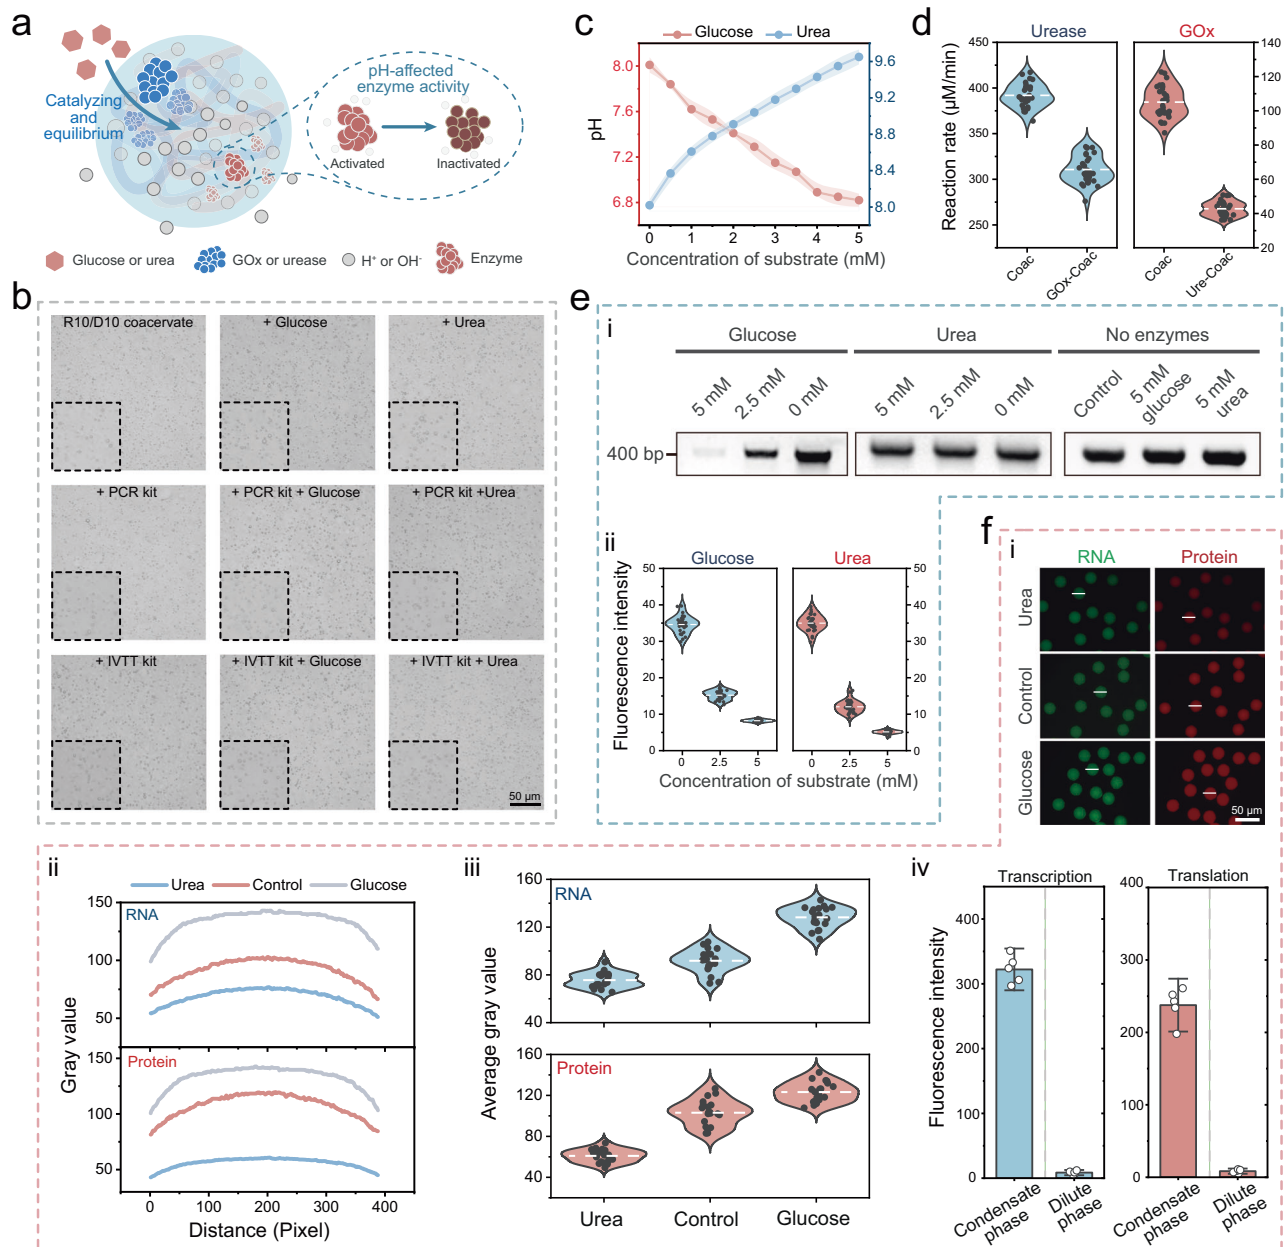 a
Catalyzing
and
equilibrium
pH-affected
enzyme activity
Activated
Inactivated
Glucose or urea
GOx or urease
H⁺ or OH⁻
Enzyme
b
R10/D10 coacervate
+ Glucose
+ Urea
+ PCR kit
+ PCR kit + Glucose
+ PCR kit +Urea
+ IVTT kit
+ IVTT kit + Glucose
+ IVTT kit + Urea
50 µm
c
Glucose
Urea
pH
8.0
7.6
7.2
6.8
9.6
9.2
8.8
8.4
8.0
0 1 2 3 4 5
Concentration of substrate (mM)
d
Urease
GOx
Reaction rate (µM/min)
450
400
350
300
250
140
120
100
80
60
40
20
Coac
GOx-Coac
Coac
Ure-Coac
e
i
Glucose
Urea
No enzymes
5 mM
2.5 mM
0 mM
5 mM
2.5 mM
0 mM
Control
5 mM
glucose
5 mM
urea
400 bp
ii
Glucose
Urea
Fluorescence intensity
50
40
30
20
10
0
50
40
30
20
10
0
0 2.5 5
0 2.5 5
Concentration of substrate (mM)
f
i
RNA
Protein
Urea
Control
Glucose
50 µm
ii
Urea
Control
Glucose
Gray value
RNA
150
100
50
Protein
150
100
50
0 100 200 300 400
Distance (Pixel)
iii
Average gray value
RNA
160
120
80
40
Protein
160
120
80
40
Urea
Control
Glucose
iv
Transcription
Translation
Fluorescence intensity
400
300
200
100
0
400
300
200
100
0
Condensate
phase
Dilute
phase
Condensate
phase
Dilute
phase